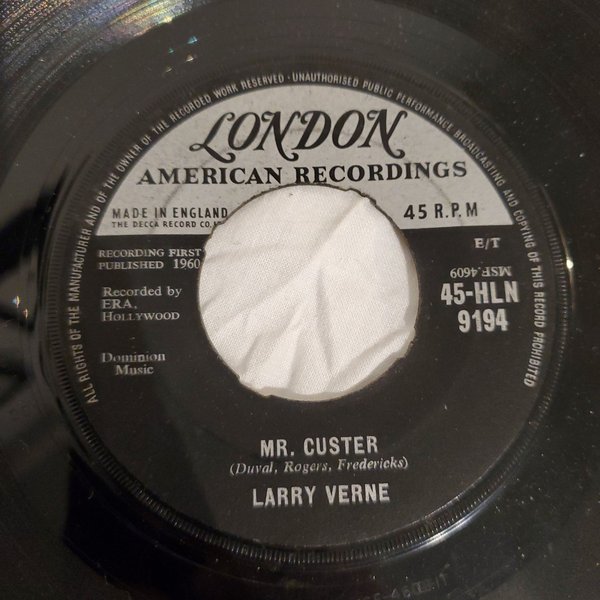 ALL RIGHTS OF THE MANUFACTURER AND OF THE OWNER OF THE RECORDED WORK RESERVED · UNAUTHORISED PUBLIC PERFORMANCE BROADCASTING AND COPYING OF THIS RECORD PROHIBITED
LONDON
AMERICAN RECORDINGS
MADE IN ENGLAND
THE DECCA RECORD CO.
45 R.P.M
RECORDING FIRST
PUBLISHED 1960
E/T
MSF.4609
Recorded by
ERA,
HOLLYWOOD
45-HLN
9194
Dominion
Music
MR. CUSTER
(Duval, Rogers, Fredericks)
LARRY VERNE